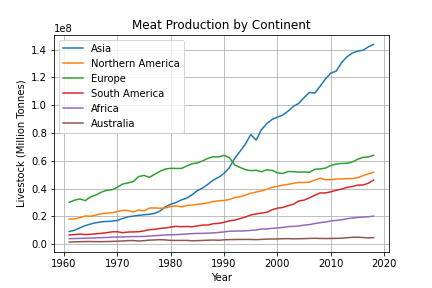 Meat Production by Continent
1e8
1.4
1.2
1.0
0.8
0.6
0.4
0.2
0.0
Livestock (Million Tonnes)
Asia
Northern America
Europe
South America
Africa
Australia
1960 1970 1980 1990 2000 2010 2020
Year